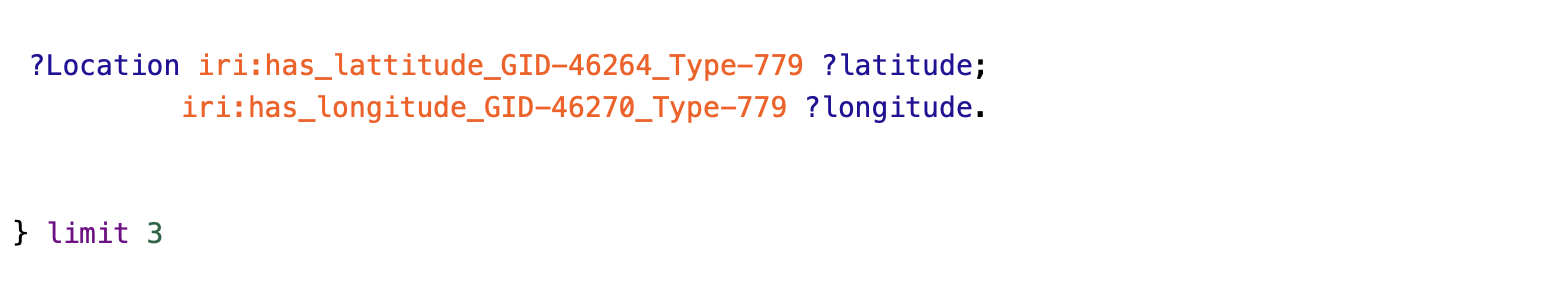 ?Location iri:has_lattitude_GID-46264_Type-779 ?latitude;
iri:has_longitude_GID-46270_Type-779 ?longitude.
} limit 3